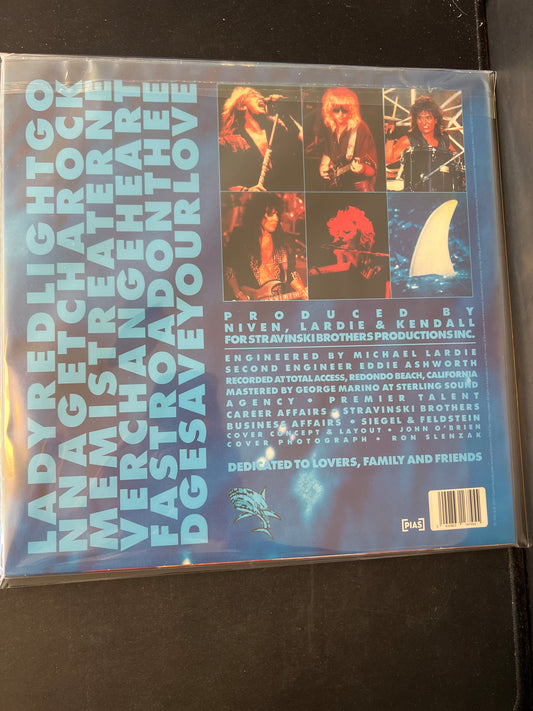 LADYREDLIGHTGO
NNAGETCHAROCK
MEMISTREATERNE
VERCHANGEHEART
FASTROADONTHEE
DGESAVEYOURLOVE
PRODUCED BY
NIVEN, LARDIE & KENDALL
FOR STRAVINSKI BROTHERS PRODUCTIONS INC.
ENGINEERED BY MICHAEL LARDIE
SECOND ENGINEER EDDIE ASHWORTH
RECORDED AT TOTAL ACCESS, REDONDO BEACH, CALIFORNIA
MASTERED BY GEORGE MARINO AT STERLING SOUND
AGENCY • PREMIER TALENT
CAREER AFFAIRS • STRAVINSKI BROTHERS
BUSINESS AFFAIRS • SIEGEL & FELDSTEIN
COVER CONCEPT & LAYOUT • JOHN O'BRIEN
COVER PHOTOGRAPH • RON SLENZAK
DEDICATED TO LOVERS, FAMILY AND FRIENDS
[PIAS]